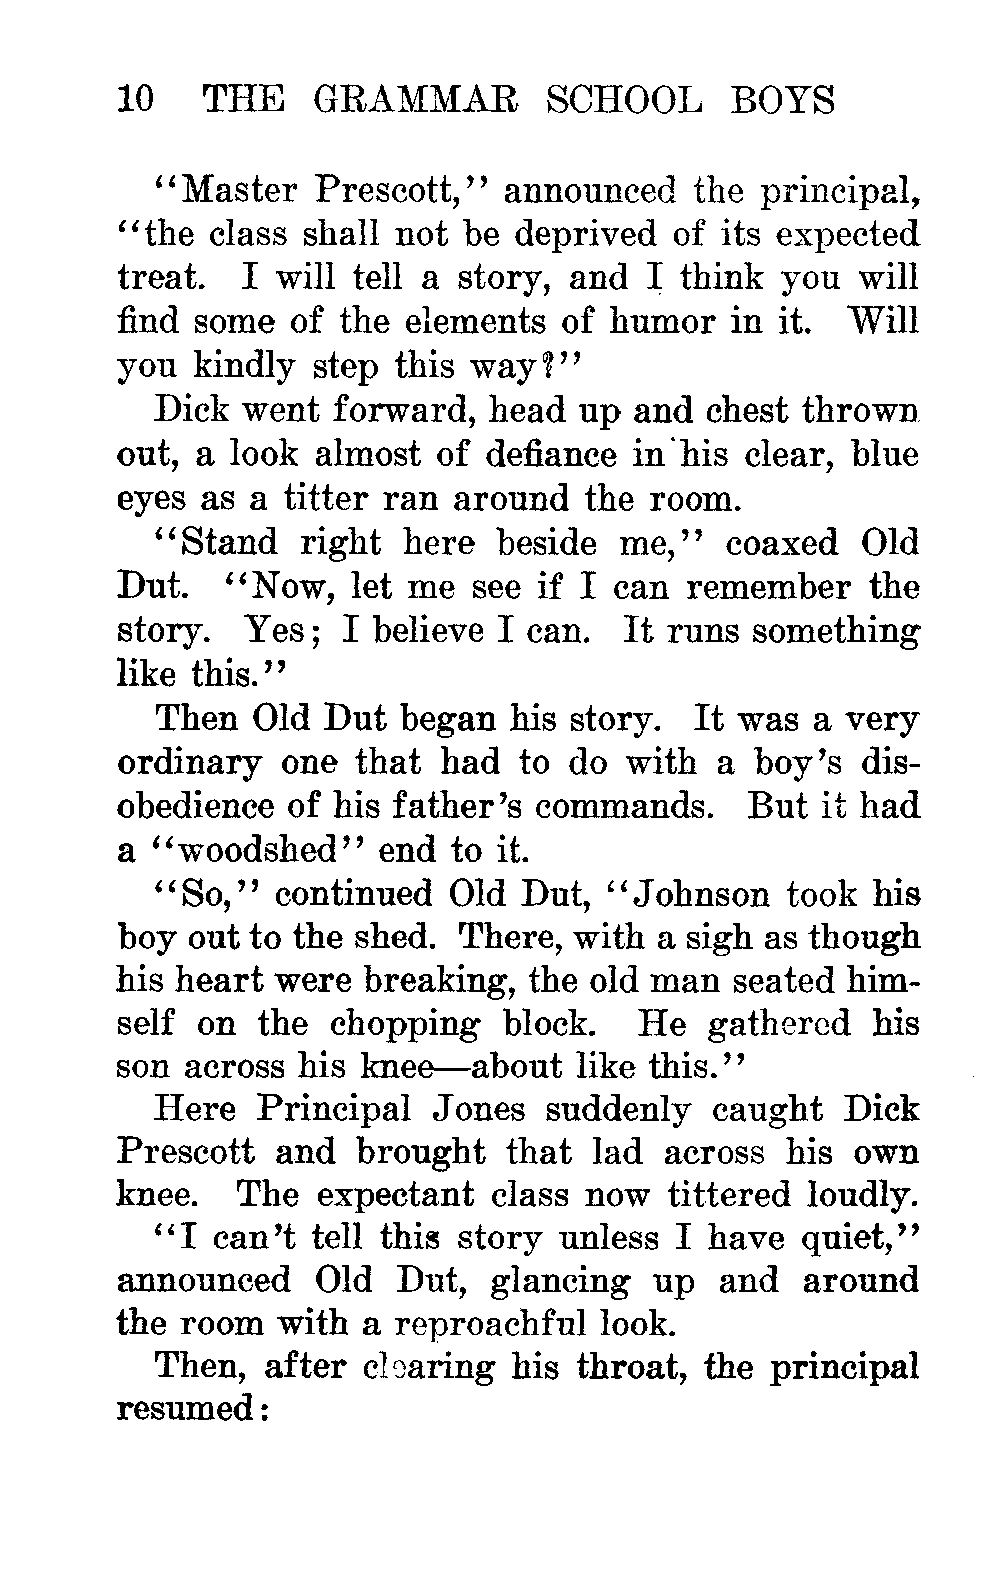 10 THE GRAMMAR SCHOOL BOYS
"Master Prescott," announced the principal,
"the class shall not be deprived of its expected
treat. I will tell a story, and I think you will
find some of the elements of humor in it. Will
you kindly step this way?"
Dick went forward, head up and chest thrown
out, a look almost of defiance in his clear, blue
eyes as a titter ran around the room.
"Stand right here beside me," coaxed Old
Dut. "Now, let me see if I can remember the
story. Yes; I believe I can. It runs something
like this."
Then Old Dut began his story. It was a very
ordinary one that had to do with a boy's dis-
obedience of his father's commands. But it had
a "woodshed" end to it.
"So," continued Old Dut, "Johnson took his
boy out to the shed. There, with a sigh as though
his heart were breaking, the old man seated him-
self on the chopping block. He gathered his
son across his knee—about like this."
Here Principal Jones suddenly caught Dick
Prescott and brought that lad across his own
knee. The expectant class now tittered loudly.
"I can't tell this story unless I have quiet,"
announced Old Dut, glancing up and around
the room with a reproachful look.
Then, after clearing his throat, the principal
resumed: